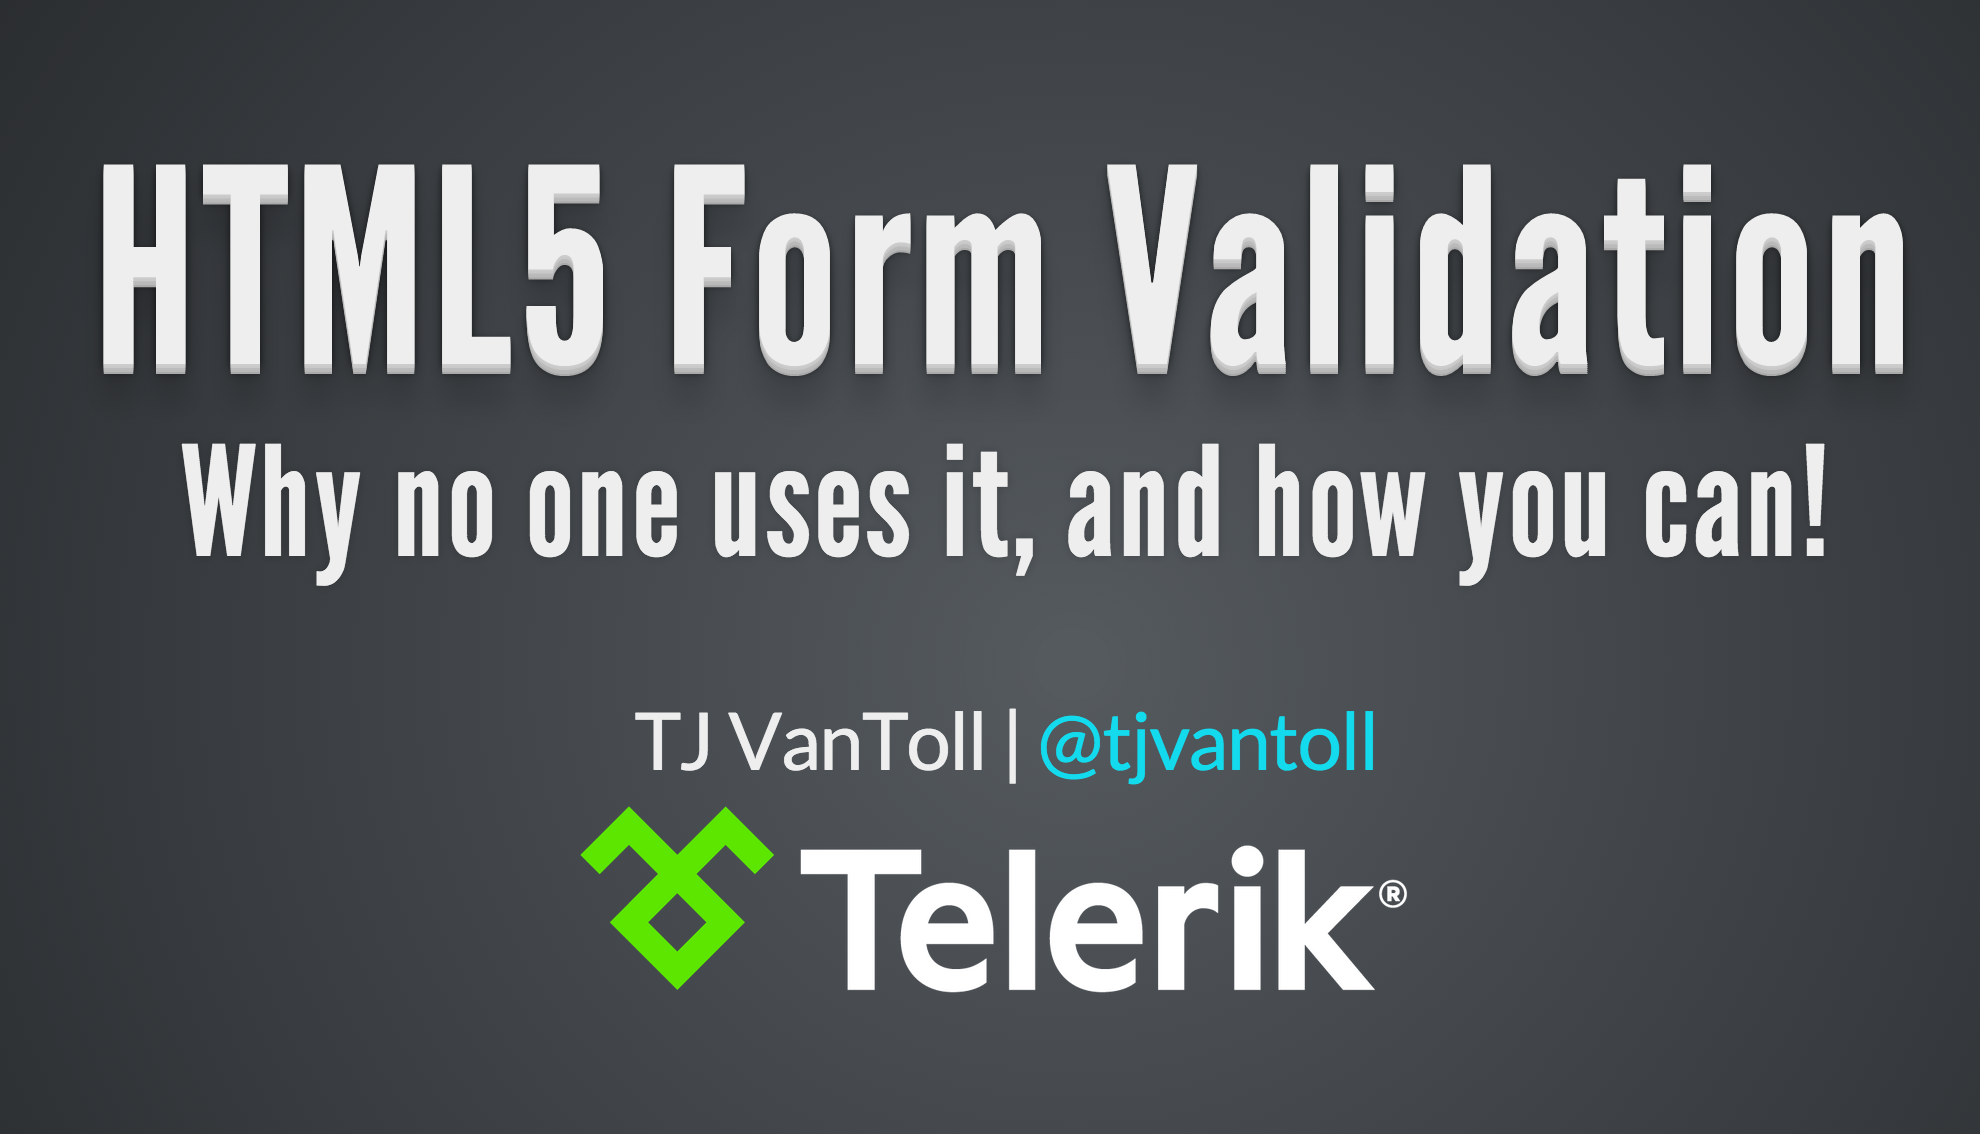 HTML5 Form Validation
Why no one uses it, and how you can!
TJ VanToll | @tjvantoll
Telerik®